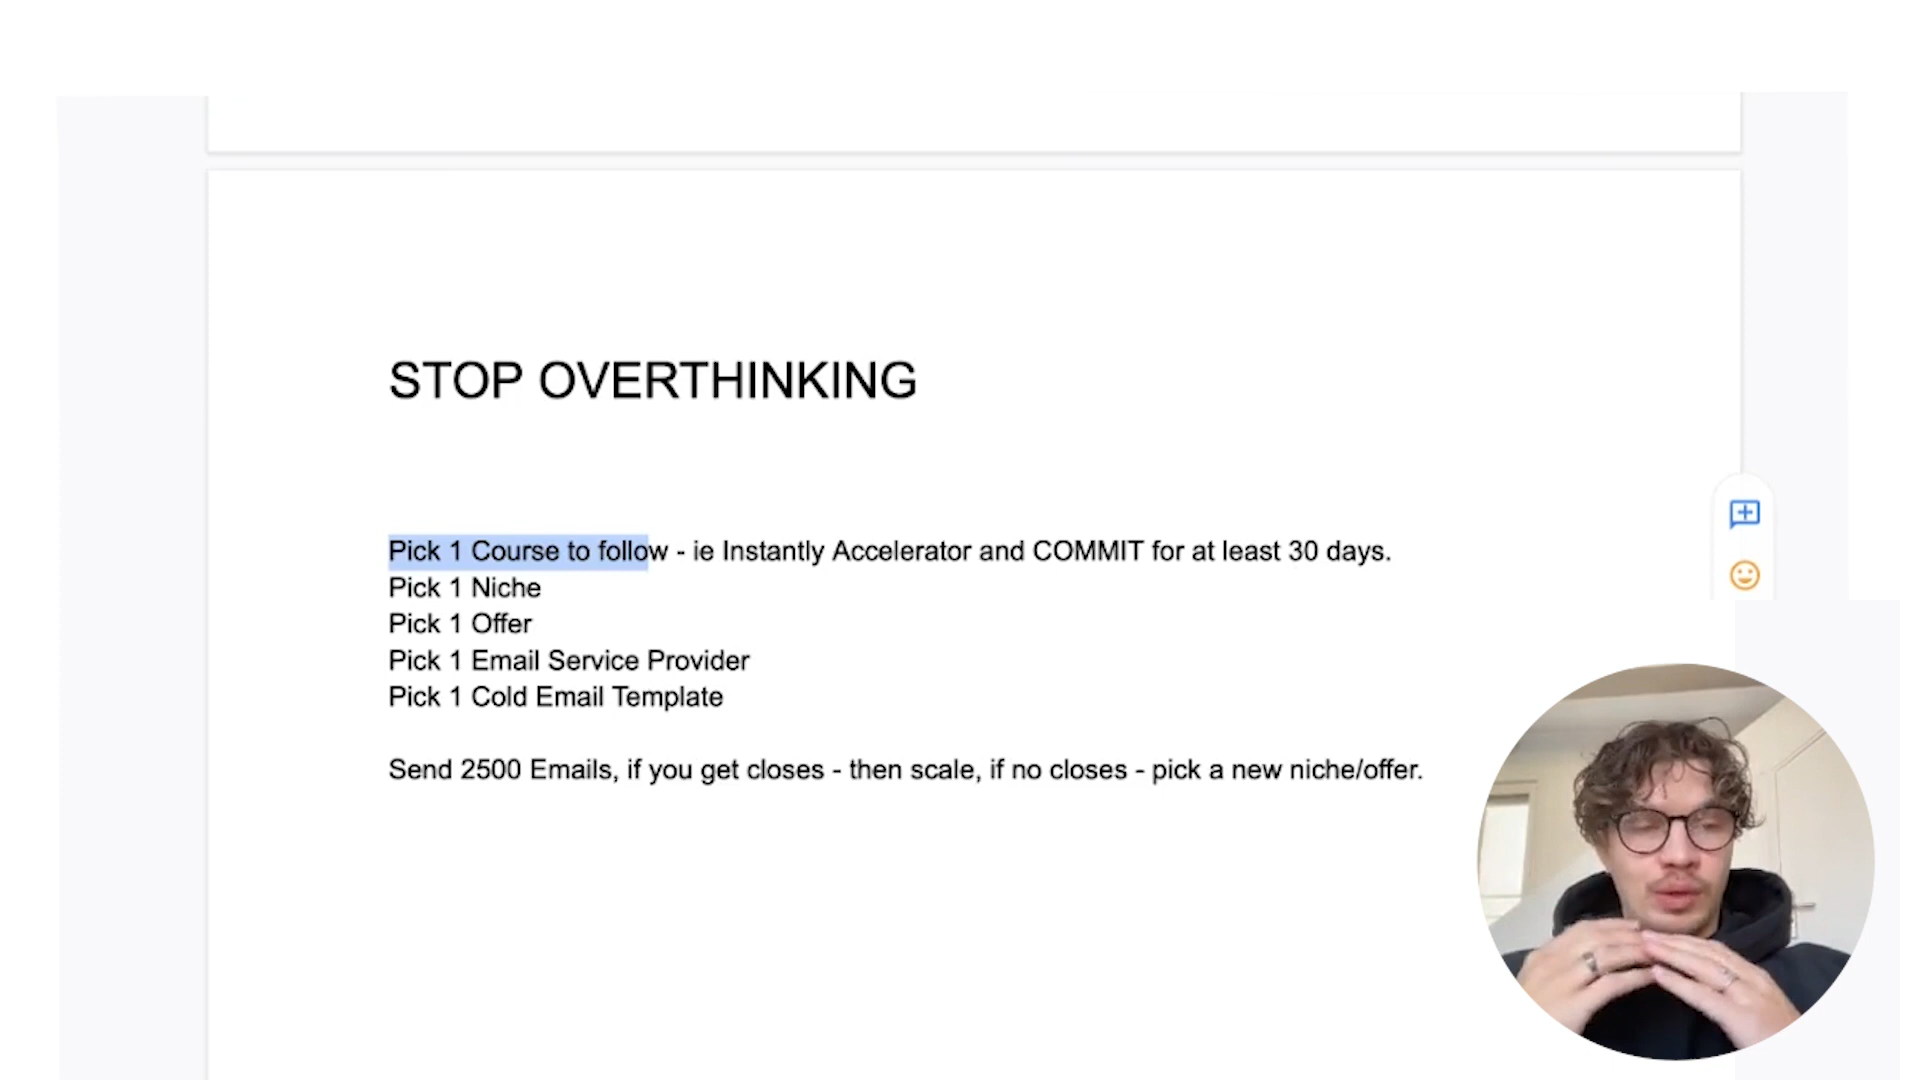 STOP OVERTHINKING
Pick 1 Course to follow - ie Instantly Accelerator and COMMIT for at least 30 days.
Pick 1 Niche
Pick 1 Offer
Pick 1 Email Service Provider
Pick 1 Cold Email Template
Send 2500 Emails, if you get closes - then scale, if no closes - pick a new niche/offer.